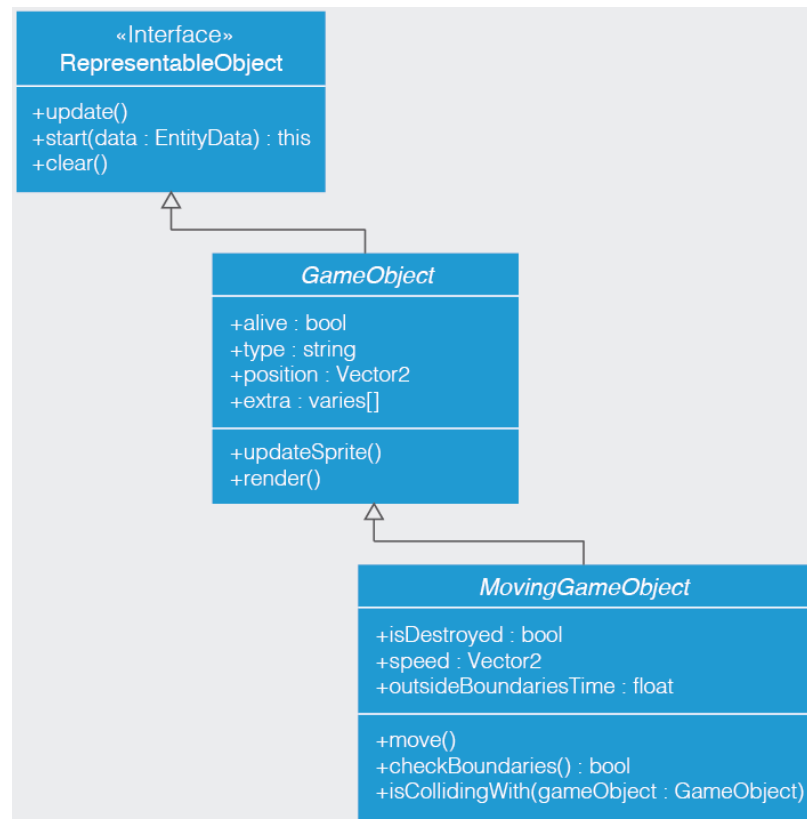 «Interface»
RepresentableObject
+update()
+start(data : EntityData) : this
+clear()
GameObject
+alive : bool
+type : string
+position : Vector2
+extra : varies[]
+updateSprite()
+render()
MovingGameObject
+isDestroyed : bool
+speed : Vector2
+outsideBoundariesTime : float
+move()
+checkBoundaries() : bool
+isCollidingWith(gameObject : GameObject)